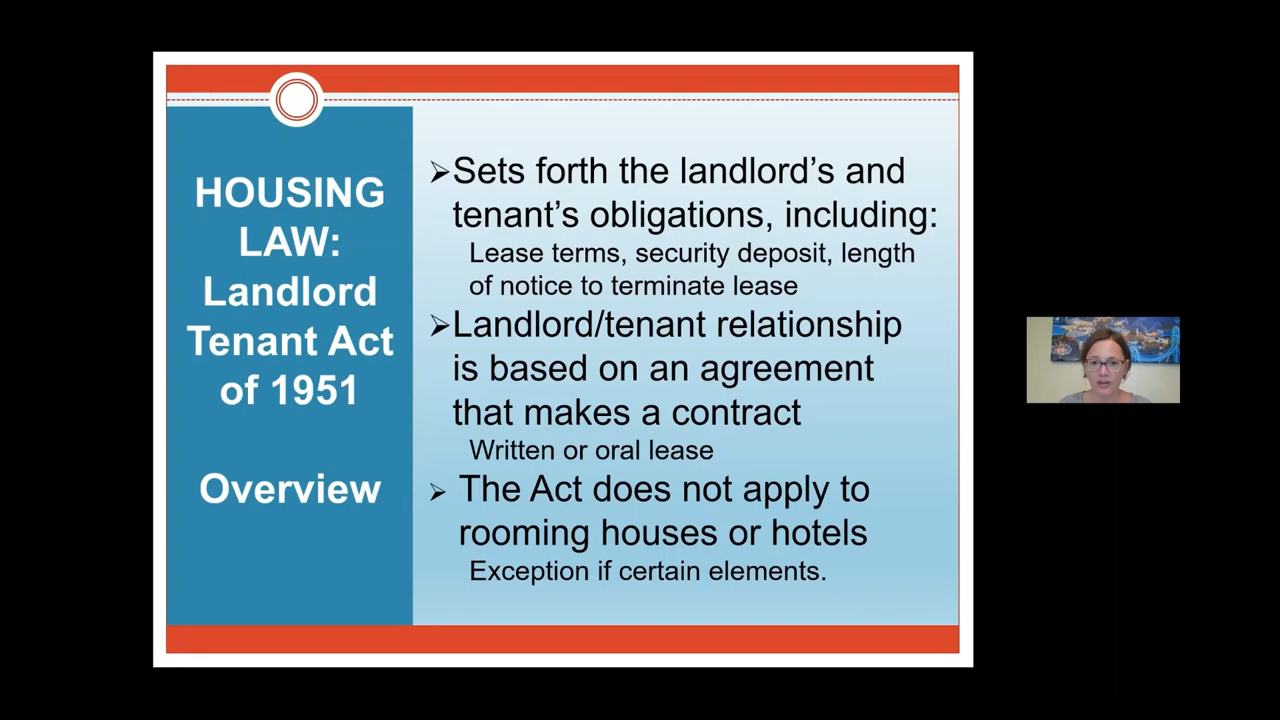 HOUSING
LAW:
Landlord
Tenant Act
of 1951
Overview
➢Sets forth the landlord’s and
tenant’s obligations, including:
Lease terms, security deposit, length
of notice to terminate lease
➢Landlord/tenant relationship
is based on an agreement
that makes a contract
Written or oral lease
➢ The Act does not apply to
rooming houses or hotels
Exception if certain elements.